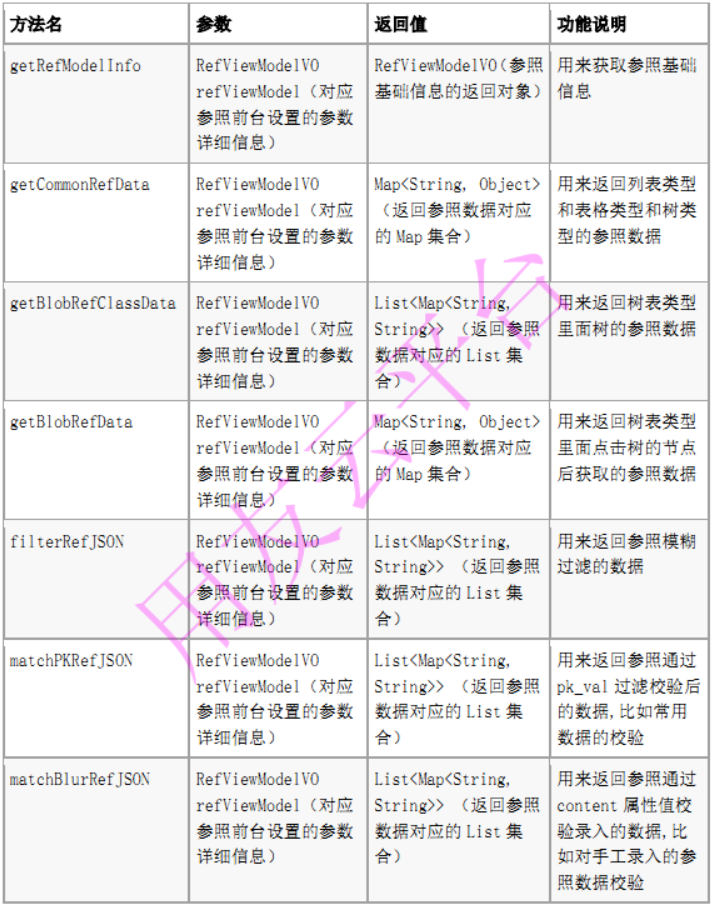 方法名 参数 返回值 功能说明
getRefModelInfo RefViewModelVO RefViewModelVO(参照 用来获取参照基础
refViewModel（对应 基础信息的返回对象） 信息
参照前台设置的参数
详细信息）
getCommonRefData RefViewModelVO Map<String, Object> 用来返回列表类型
refViewModel（对应 （返回参照数据对应 和表格类型和树类
参照前台设置的参数 的 Map 集合） 型的参照数据
详细信息）
getBlobRefClassData RefViewModelVO List<Map<String, 用来返回树表类型
refViewModel（对应 String>> （返回参照 里面树的参照数据
参照前台设置的参数 数据对应的 List 集
详细信息） 合）
getBlobRefData RefViewModelVO Map<String, Object> 用来返回树表类型
refViewModel（对应 （返回参照数据对应 里面点击树的节点
参照前台设置的参数 的 Map 集合） 后获取的参照数据
详细信息）
filterRefJSON RefViewModelVO List<Map<String, 用来返回参照模糊
refViewModel（对应 String>> （返回参照 过滤的数据
参照前台设置的参数 数据对应的 List 集
详细信息） 合）
matchPKRefJSON RefViewModelVO List<Map<String, 用来返回参照通过
refViewModel（对应 String>> （返回参照 pk_val 过滤校验后
参照前台设置的参数 数据对应的 List 集 的数据,比如常用
详细信息） 合） 数据的校验
matchBlurRefJSON RefViewModelVO List<Map<String, 用来返回参照通过
refViewModel（对应 String>> （返回参照 content 属性值校
参照前台设置的参数 数据对应的 List 集 验录入的数据,比
详细信息） 合） 如对手工录入的参
照数据校验
用友云平台